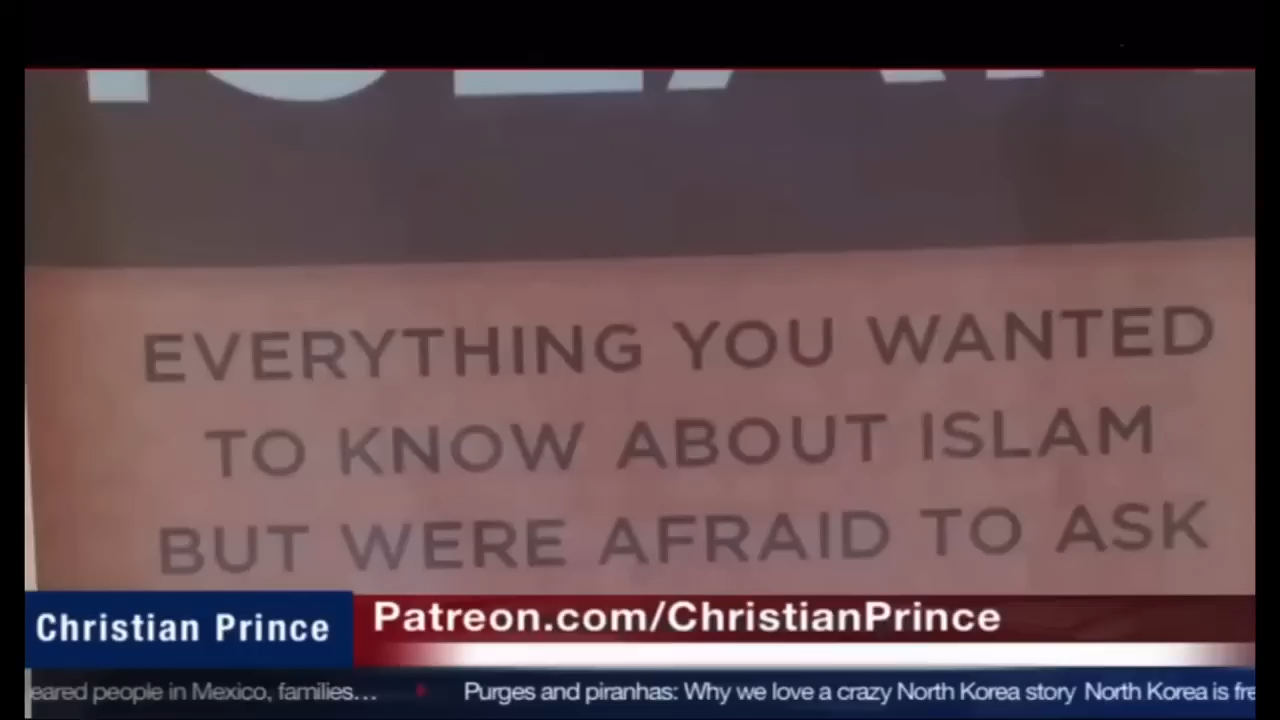 EVERYTHING YOU WANTED
TO KNOW ABOUT ISLAM
BUT WERE AFRAID TO ASK
Christian Prince
Patreon.com/ChristianPrince
people in Mexico, families...
Purges and piranhas: Why we love a crazy North Korea story North Korea is